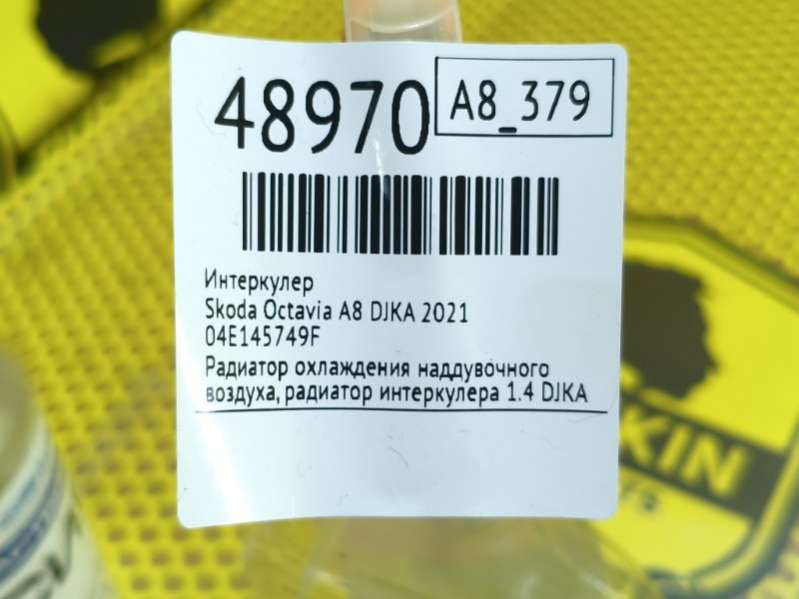 48970
A8_379
Интеркулер
Skoda Octavia A8 DJKA 2021
04E145749F
Радиатор охлаждения наддувочного
воздуха, радиатор интеркулера 1.4 DJKA
KIN